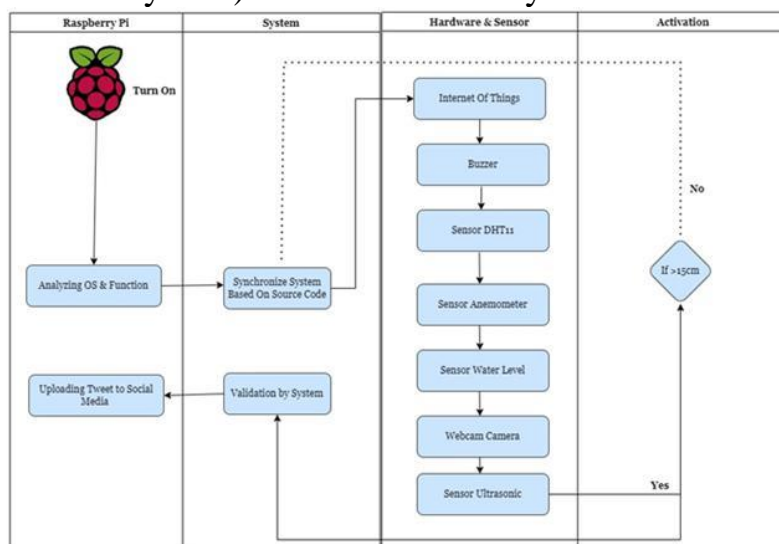 Raspberry Pi
System
Hardware & Sensor
Activation
Turn On
Internet Of Things
Buzzer
No
Sensor DHT11
Analyzing OS & Function
Synchronize System
Based On Source Code
If >15cm
Sensor Anemometer
Uploading Tweet to Social
Media
Validation by System
Sensor Water Level
Webcam Camera
Sensor Ultrasonic
Yes